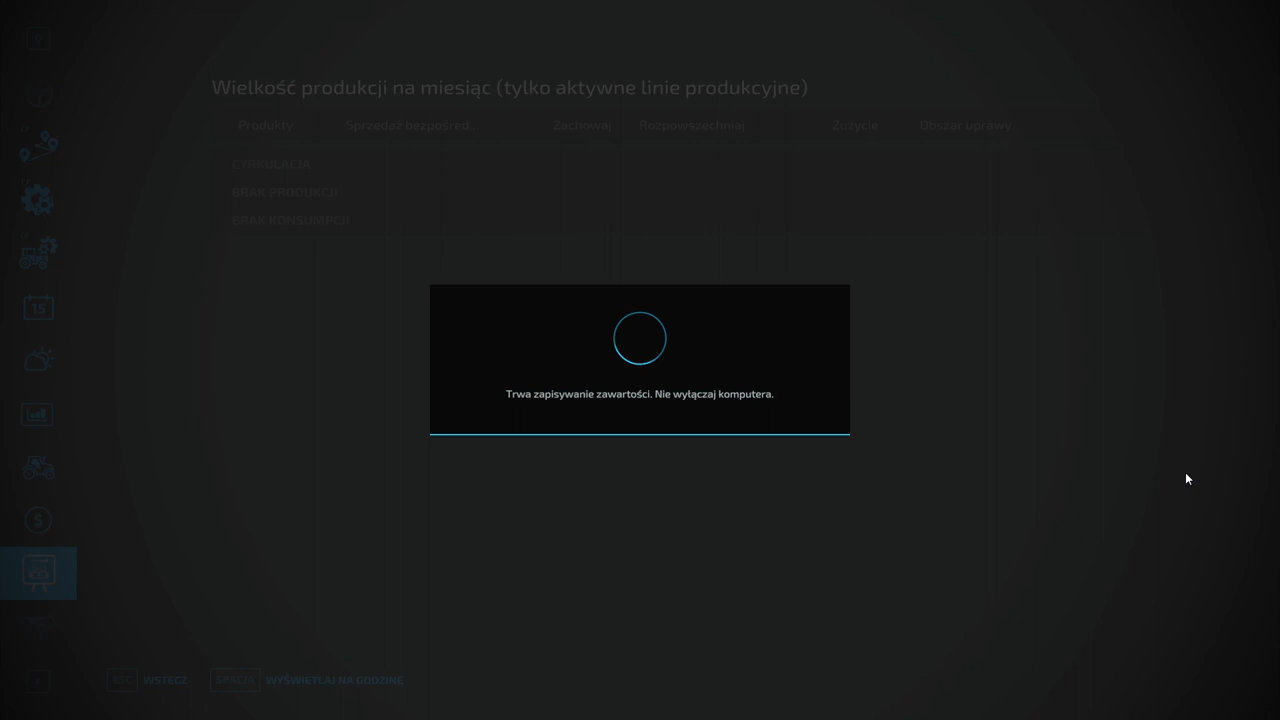 Wielkość produkcji na miesiąc (tylko aktywne linie produkcyjne)
Produkty Sprzedaż bezpośred... Zachowaj Rozpowszechniaj Zużycie Obszar uprawy
CYRKULACJA
BRAK PRODUKCJI
BRAK KONSUMPCJI
15
Trwa zapisywanie zawartości. Nie wyłączaj komputera.
$
ESC WSTECZ SPACJA WYŚWIETLAJ NA GODZINĘ